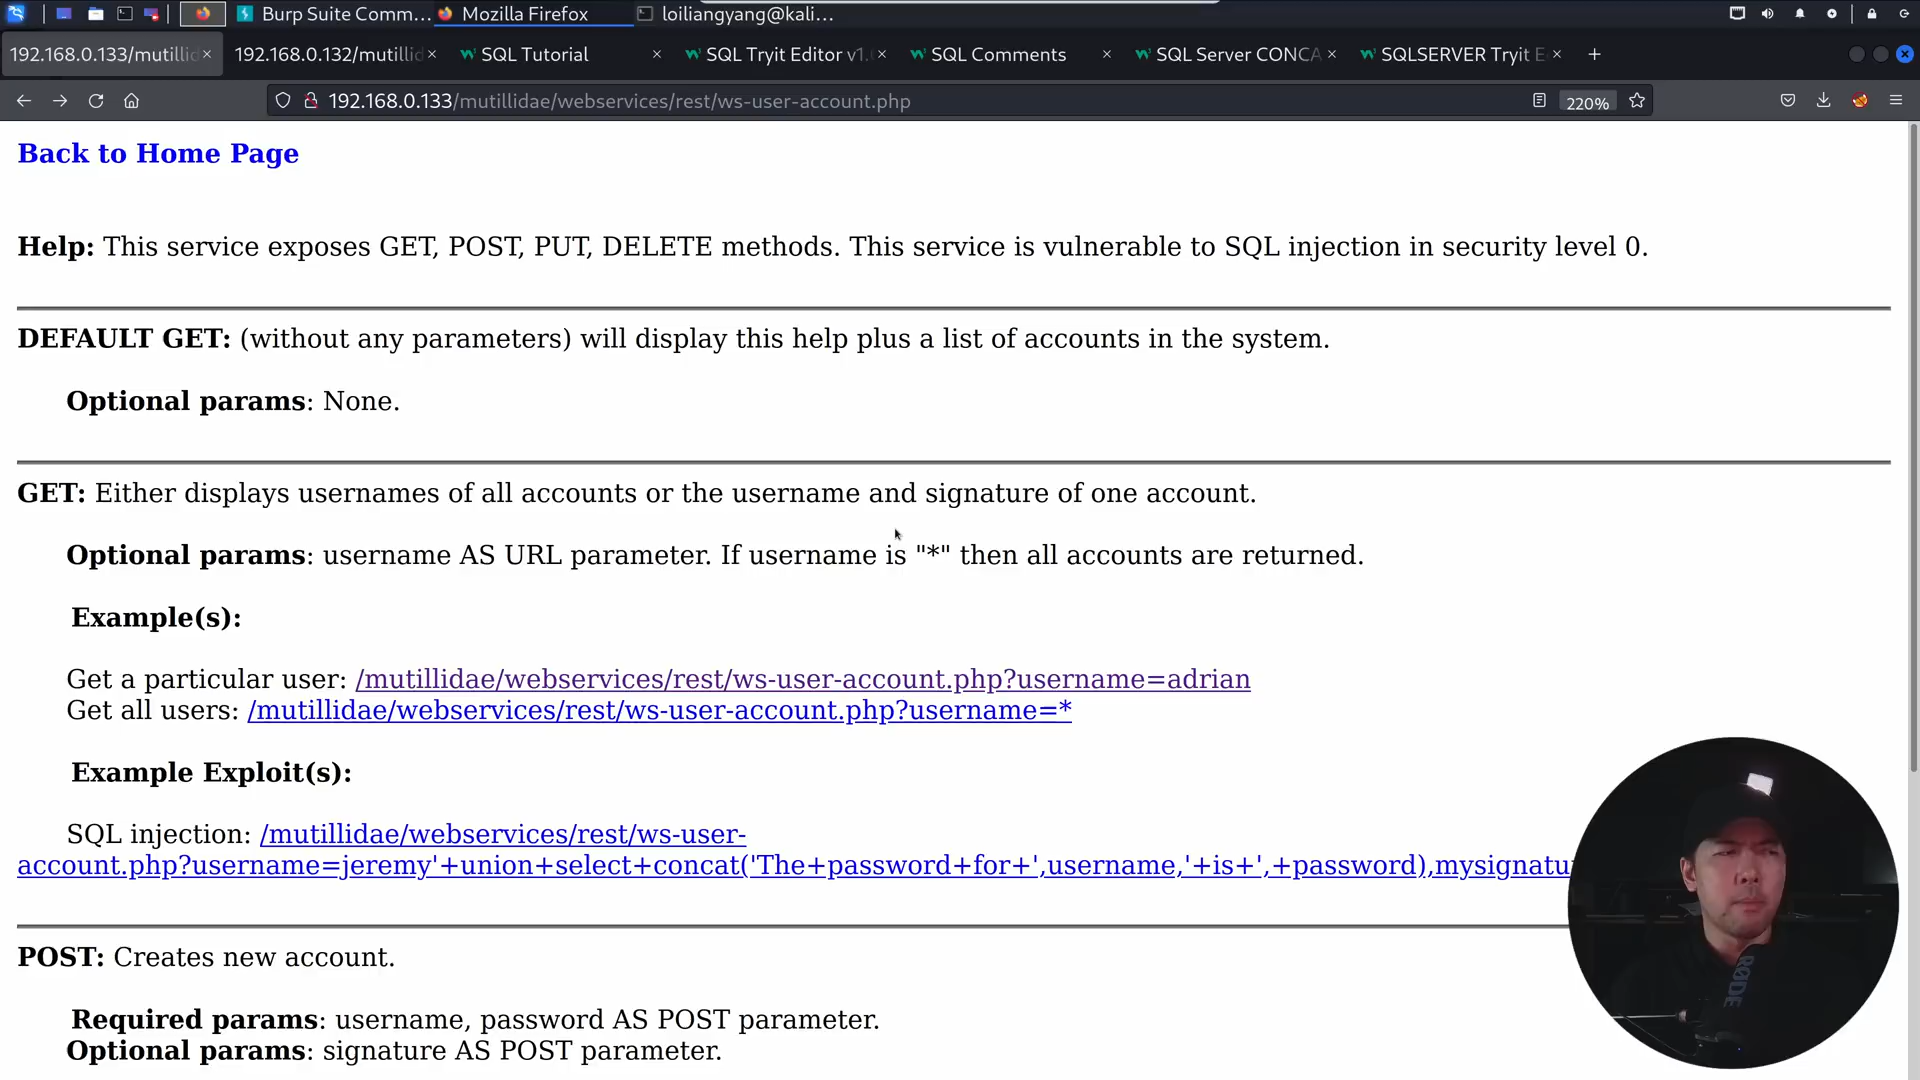 Burp Suite Comm...
Mozilla Firefox
loiliangyang@kali...
192.168.0.133/mutillid
192.168.0.132/mutillid
SQL Tutorial
SQL Tryit Editor v1.
SQL Comments
SQL Server CONCA
SQLSERVER Tryit E
192.168.0.133/mutillidae/webservices/rest/ws-user-account.php
220%
Back to Home Page
Help: This service exposes GET, POST, PUT, DELETE methods. This service is vulnerable to SQL injection in security level 0.
DEFAULT GET: (without any parameters) will display this help plus a list of accounts in the system.
Optional params: None.
GET: Either displays usernames of all accounts or the username and signature of one account.
Optional params: username AS URL parameter. If username is "*" then all accounts are returned.
Example(s):
Get a particular user: /mutillidae/webservices/rest/ws-user-account.php?username=adrian
Get all users: /mutillidae/webservices/rest/ws-user-account.php?username=*
Example Exploit(s):
SQL injection: /mutillidae/webservices/rest/ws-user-
account.php?username=jeremy'+union+select+concat('The+password+for+',username,'+is+',+password),mysignatu
POST: Creates new account.
Required params: username, password AS POST parameter.
Optional params: signature AS POST parameter.
RØDE